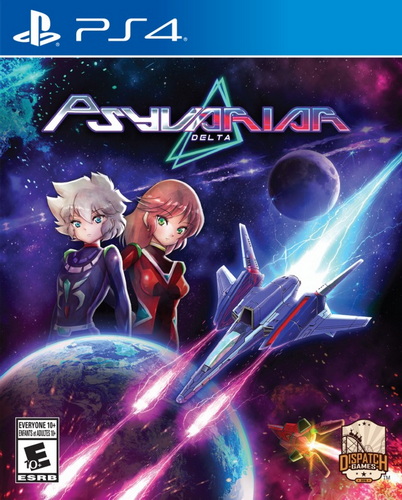 PS4
PSYVARIAR
DELTA
EVERYONE 10+
ENFANTS et ADULTES 10+
E
10+
ESRB
DISPATCH
GAMES